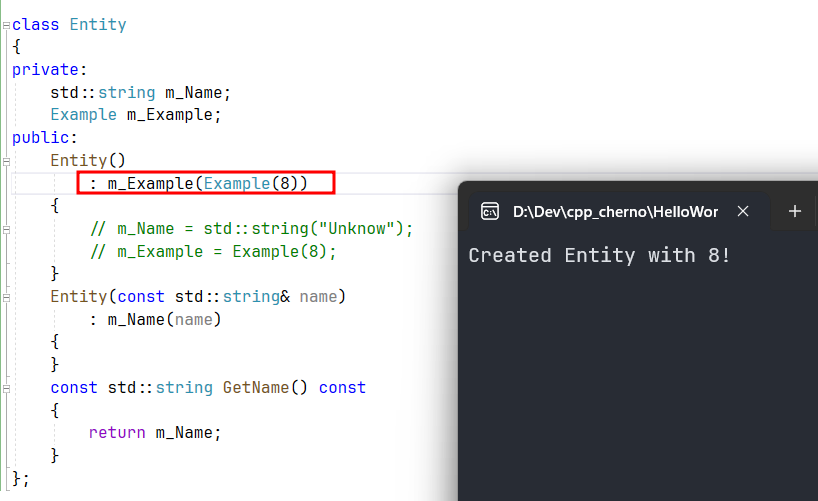 class Entity
{
private:
std::string m_Name;
Example m_Example;
public:
Entity()
: m_Example(Example(8))
{
// m_Name = std::string("Unknow");
// m_Example = Example(8);
}
Entity(const std::string& name)
: m_Name(name)
{
}
const std::string GetName() const
{
return m_Name;
}
};
D:\Dev\cpp_cherno\HelloWor
Created Entity with 8!